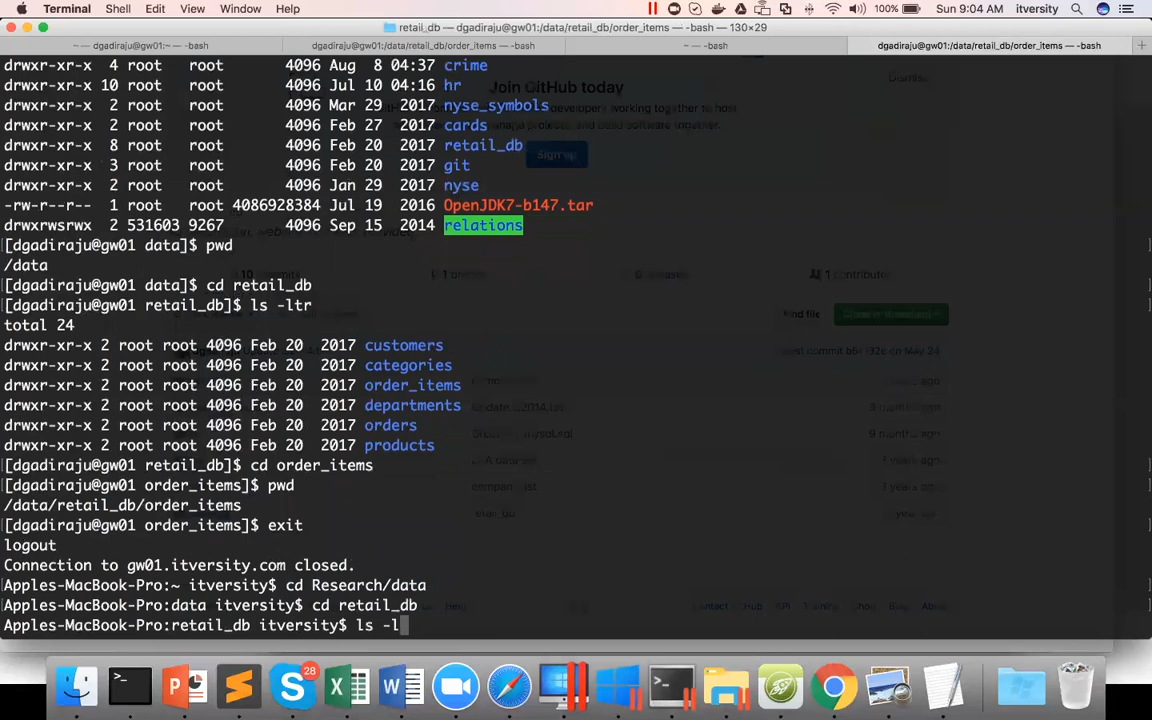 Terminal Shell Edit View Window Help 100% Sun 9:04 AM itversity
retail_db — dgadiraju@gw01:/data/retail_db/order_items — -bash — 130×29
~ — dgadiraju@gw01:~ — -bash dgadiraju@gw01:/data/retail_db/order_items — -bash ~ — -bash dgadiraju@gw01:/data/retail_db/order_items — -bash
drwxr-xr-x 4 root root 4096 Aug 8 04:37 crime
drwxr-xr-x 10 root root 4096 Jul 10 04:16 hr
drwxr-xr-x 2 root root 4096 Mar 29 2017 nyse_symbols
drwxr-xr-x 2 root root 4096 Feb 27 2017 cards
drwxr-xr-x 8 root root 4096 Feb 20 2017 retail_db
drwxr-xr-x 3 root root 4096 Feb 20 2017 git
drwxr-xr-x 2 root root 4096 Jan 29 2017 nyse
-rw-r--r-- 1 root root 4086928384 Jul 19 2016 OpenJDK7-b147.tar
drwxrwsrwx 2 531603 9267 4096 Sep 15 2014 relations
[dgadiraju@gw01 data]$ pwd
/data
[dgadiraju@gw01 data]$ cd retail_db
[dgadiraju@gw01 retail_db]$ ls -ltr
total 24
drwxr-xr-x 2 root root 4096 Feb 20 2017 customers
drwxr-xr-x 2 root root 4096 Feb 20 2017 categories
drwxr-xr-x 2 root root 4096 Feb 20 2017 order_items
drwxr-xr-x 2 root root 4096 Feb 20 2017 departments
drwxr-xr-x 2 root root 4096 Feb 20 2017 orders
drwxr-xr-x 2 root root 4096 Feb 20 2017 products
[dgadiraju@gw01 retail_db]$ cd order_items
[dgadiraju@gw01 order_items]$ pwd
/data/retail_db/order_items
[dgadiraju@gw01 order_items]$ exit
logout
Connection to gw01.itversity.com closed.
Apples-MacBook-Pro:~ itversity$ cd Research/data
Apples-MacBook-Pro:data itversity$ cd retail_db
Apples-MacBook-Pro:retail_db itversity$ ls -l
Join GitHub today
Sign up
28